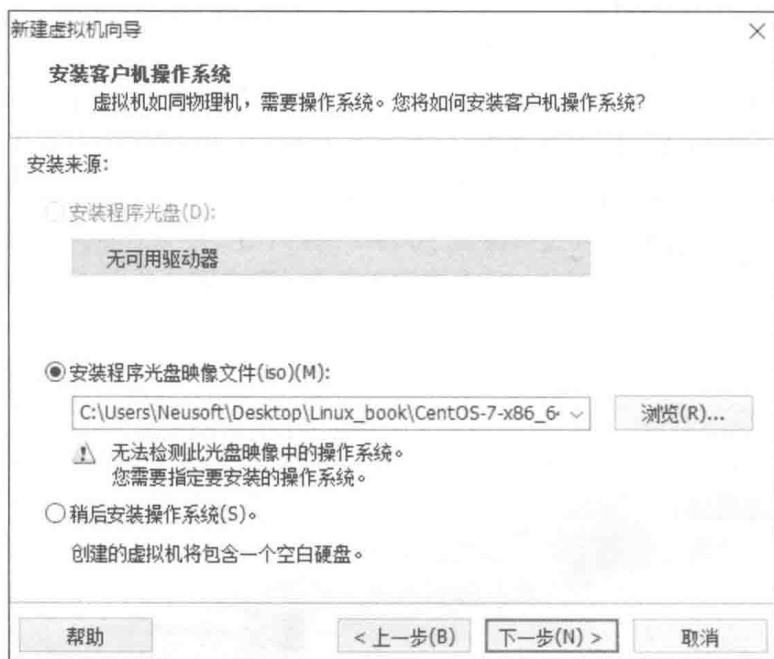 新建虚拟机向导
安装客户机操作系统
虚拟机如同物理机，需要操作系统。您将如何安装客户机操作系统?
安装来源:
安装程序光盘(D):
无可用驱动器
安装程序光盘映像文件(iso)(M):
C:\Users\Neusoft\Desktop\Linux_book\CentOS-7-x86_6
浏览(R)...
无法检测此光盘映像中的操作系统。
您需要指定要安装的操作系统。
稍后安装操作系统(S)。
创建的虚拟机将包含一个空白硬盘。
帮助
< 上一步(B)
下一步(N) >
取消